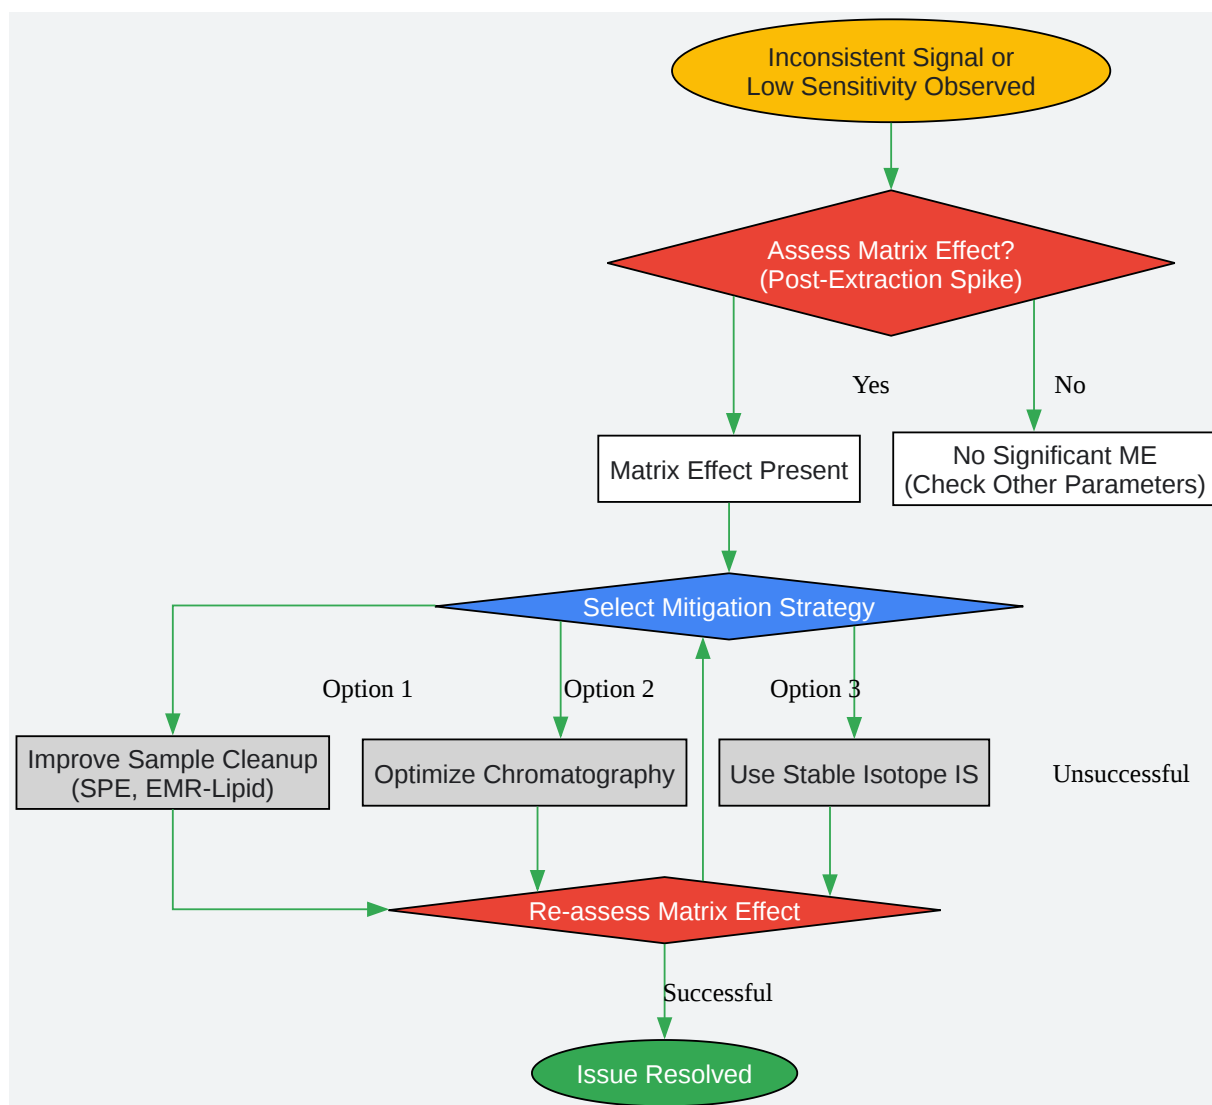 Inconsistent Signal or
Low Sensitivity Observed
Assess Matrix Effect?
(Post-Extraction Spike)
Yes
No
Matrix Effect Present
No Significant ME
(Check Other Parameters)
Select Mitigation Strategy
Option 1
Option 2
Option 3
Improve Sample Cleanup
(SPE, EMR-Lipid)
Optimize Chromatography
Use Stable Isotope IS
Unsuccessful
Re-assess Matrix Effect
Successful
Issue Resolved